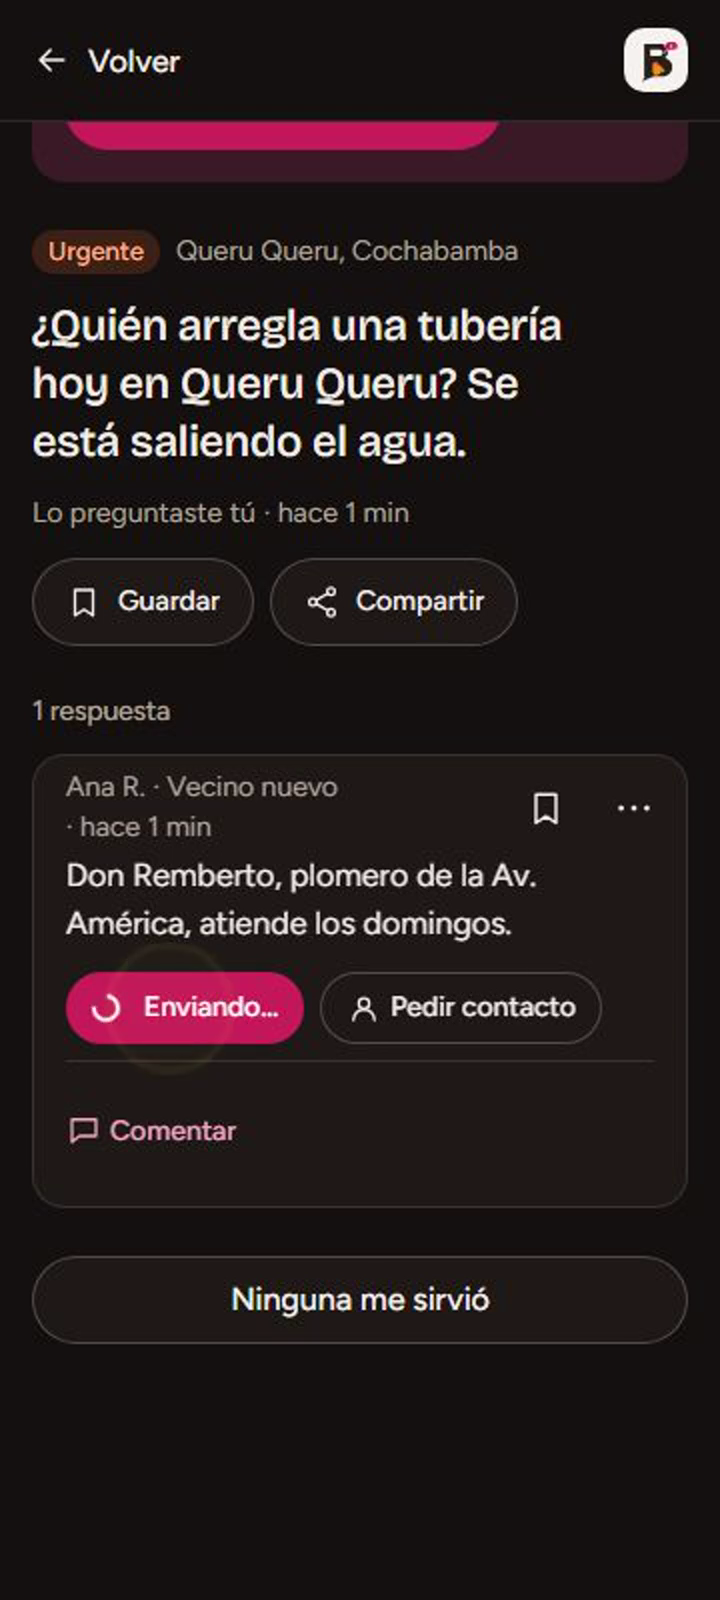 Volver
Urgente Queru Queru, Cochabamba
¿Quién arregla una tubería
hoy en Queru Queru? Se
está saliendo el agua.
Lo preguntaste tú · hace 1 min
Guardar Compartir
1 respuesta
Ana R. · Vecino nuevo
· hace 1 min
Don Remberto, plomero de la Av.
América, atiende los domingos.
Enviando... Pedir contacto
Comentar
Ninguna me sirvió